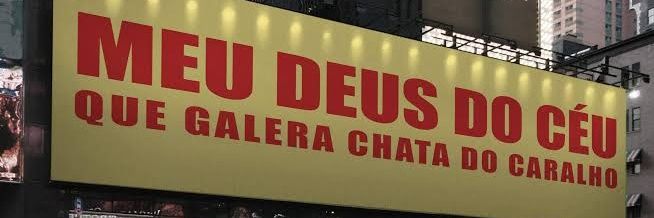 MEU DEUS DO CÉU
QUE GALERA CHATA DO CARALHO